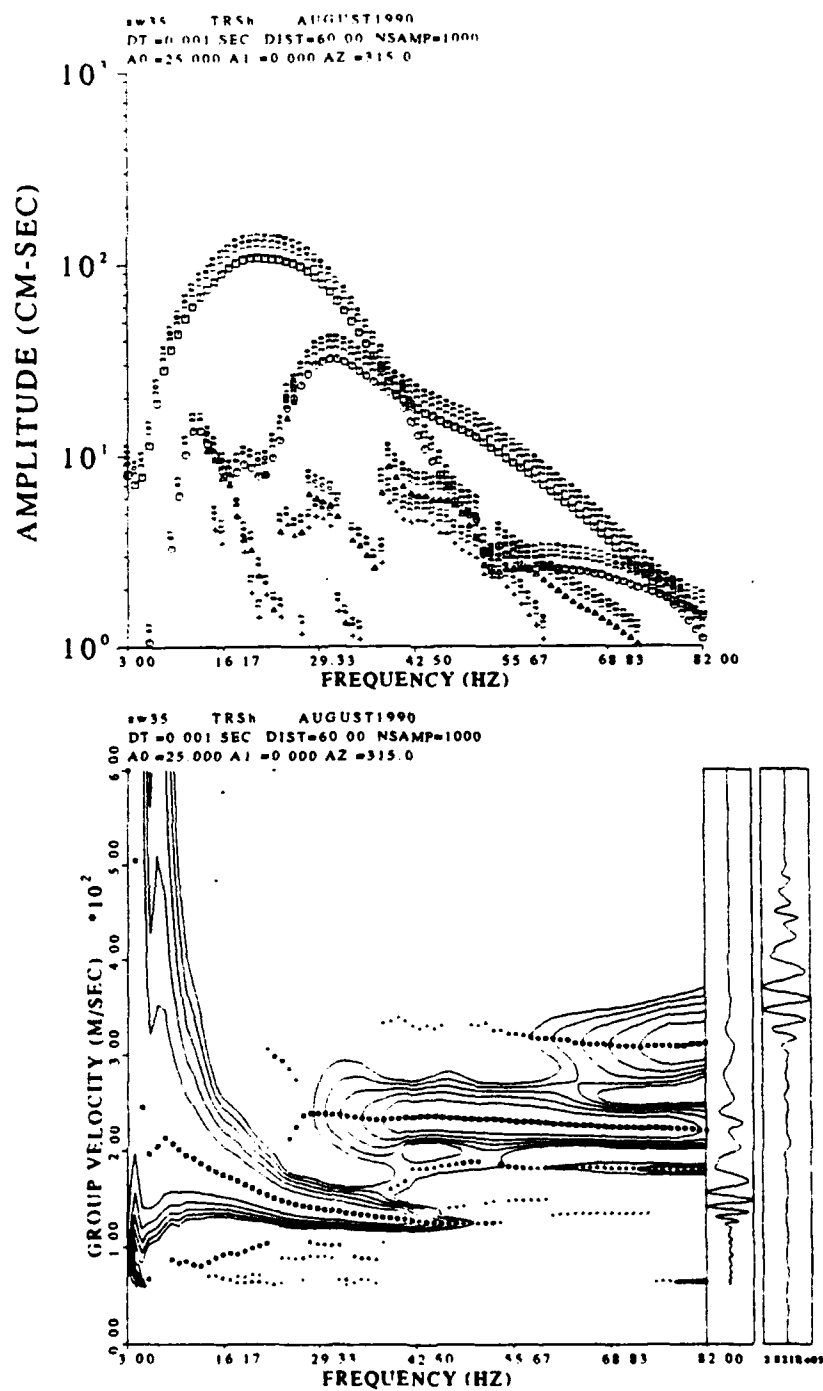 sw35 TRSh AUGUST1990
DT =0.001 SEC DIST=60.00 NSAMP=1000
A0 =25.000 A1 =0.000 AZ =315.0
10¹
10²
10¹
10⁰
AMPLITUDE (CM-SEC)
3 00 16 17 29.33 42 50 55 67 68 83 82 00
FREQUENCY (HZ)
sw35 TRSh AUGUST1990
DT =0 001 SEC DIST=60 00 NSAMP=1000
A0 =25.000 A1 =0 000 AZ =315.0
6 00
5 00
4 00
3 00
2 00
1 00
0 00
GROUP VELOCITY (M/SEC) *10²
3 00 16 17 29.33 42 50 55 67 68 83 82 00
FREQUENCY (HZ)